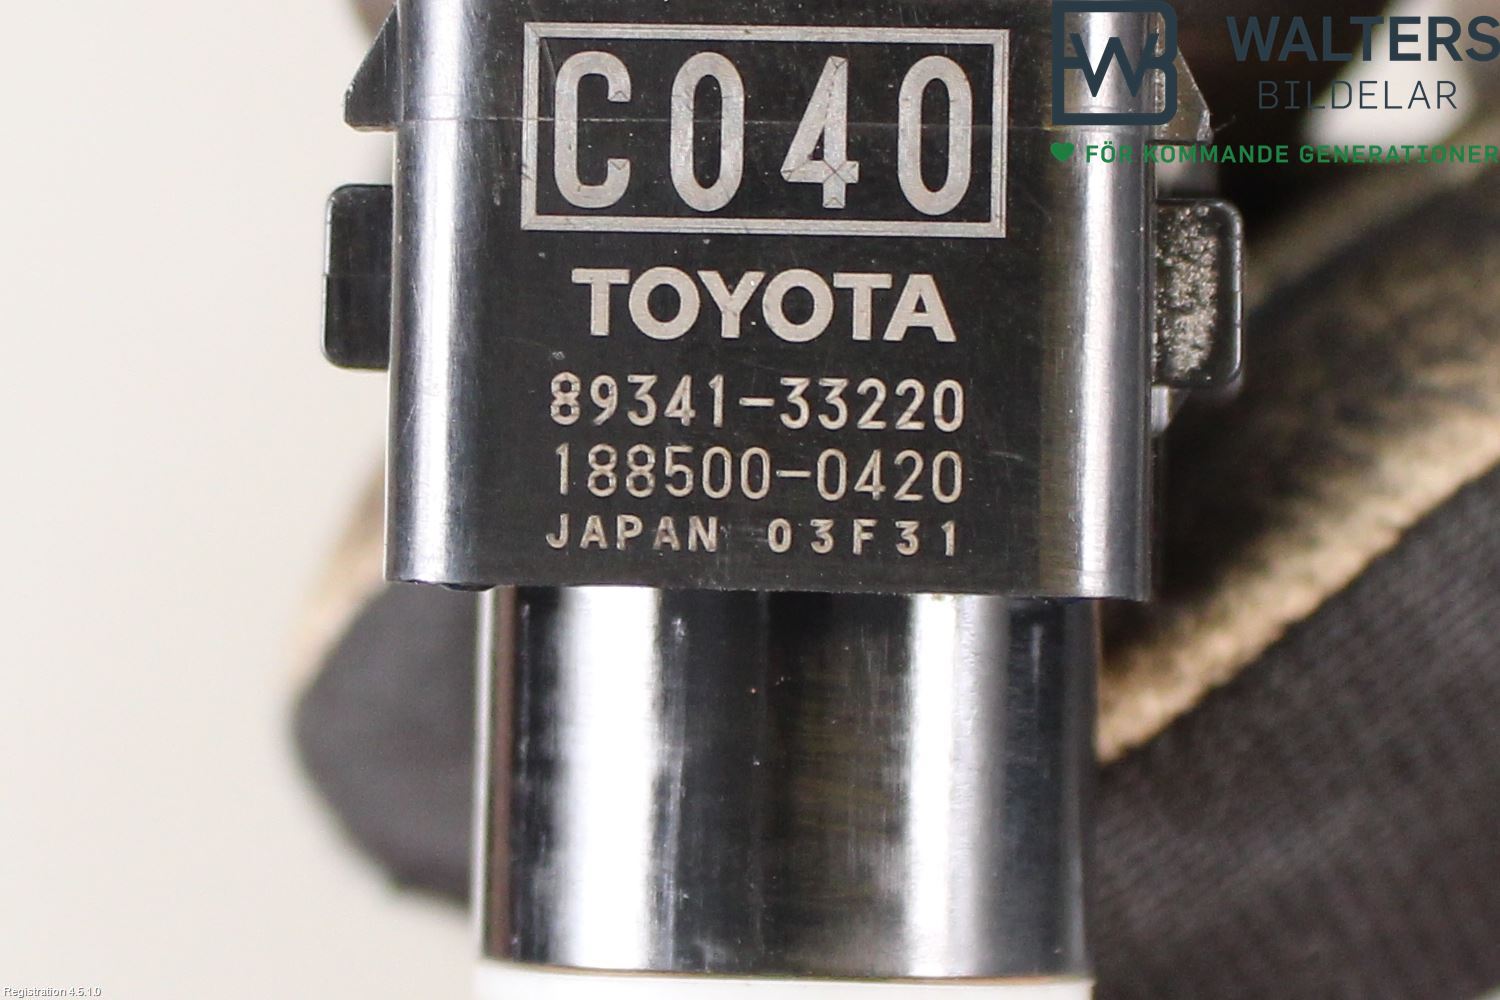 C040
TOYOTA
89341-33220
188500-0420
JAPAN 03F31
WALTERS
BILDELAR
FÖR KOMMANDE GENERATIONER
Registration 4.5.1.0